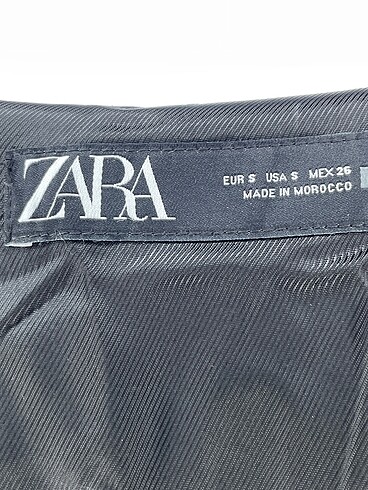 ZARA
EUR S USA S MEX 26
MADE IN MOROCCO